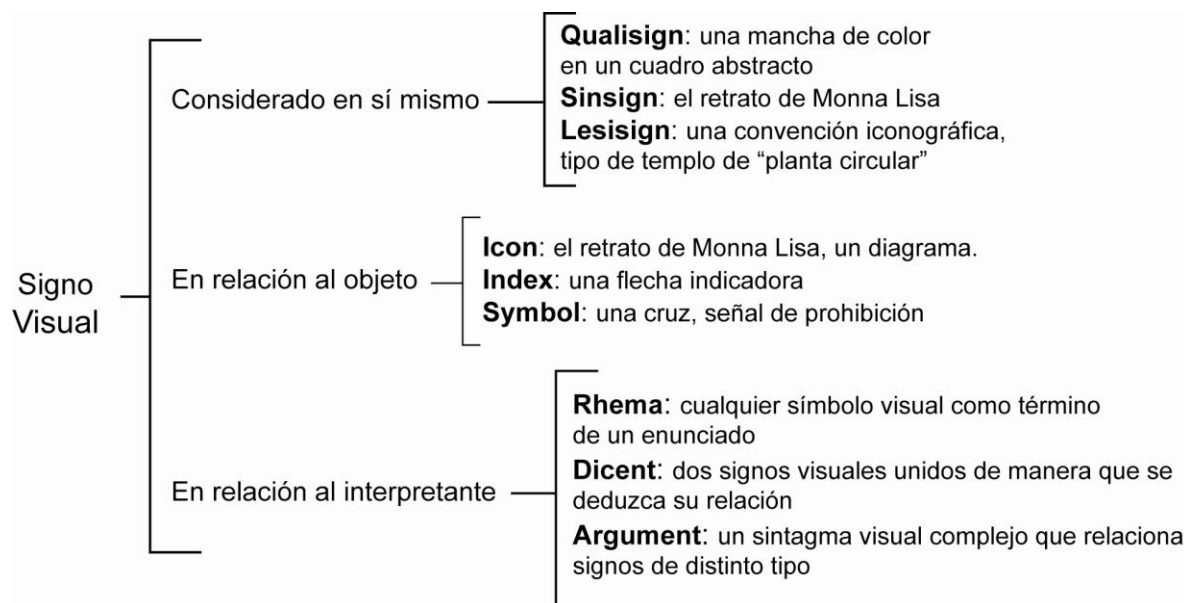 Signo
Visual
Considerado en sí mismo
Qualisign: una mancha de color
en un cuadro abstracto
Sinsign: el retrato de Monna Lisa
Lesisign: una convención iconográfica,
tipo de templo de “planta circular”
En relación al objeto
Icon: el retrato de Monna Lisa, un diagrama.
Index: una flecha indicadora
Symbol: una cruz, señal de prohibición
En relación al interpretante
Rhema: cualquier símbolo visual como término
de un enunciado
Dicent: dos signos visuales unidos de manera que se
deduzca su relación
Argument: un sintagma visual complejo que relaciona
signos de distinto tipo